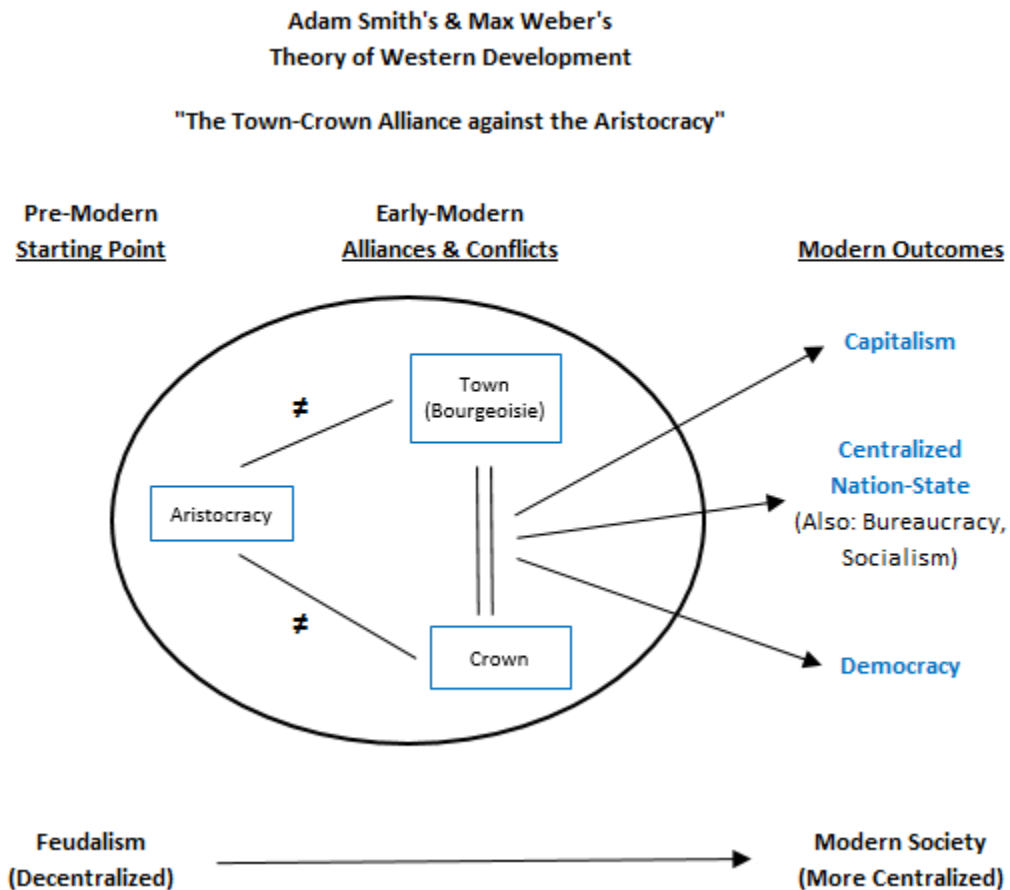 Adam Smith's & Max Weber's
Theory of Western Development
"The Town-Crown Alliance against the Aristocracy"
Pre-Modern
Starting Point
Early-Modern
Alliances & Conflicts
Modern Outcomes
Capitalism
≠
Town
(Bourgeoisie)
Centralized
Nation-State
(Also: Bureaucracy,
Socialism)
Aristocracy
≠
Crown
Democracy
Feudalism
(Decentralized)
Modern Society
(More Centralized)